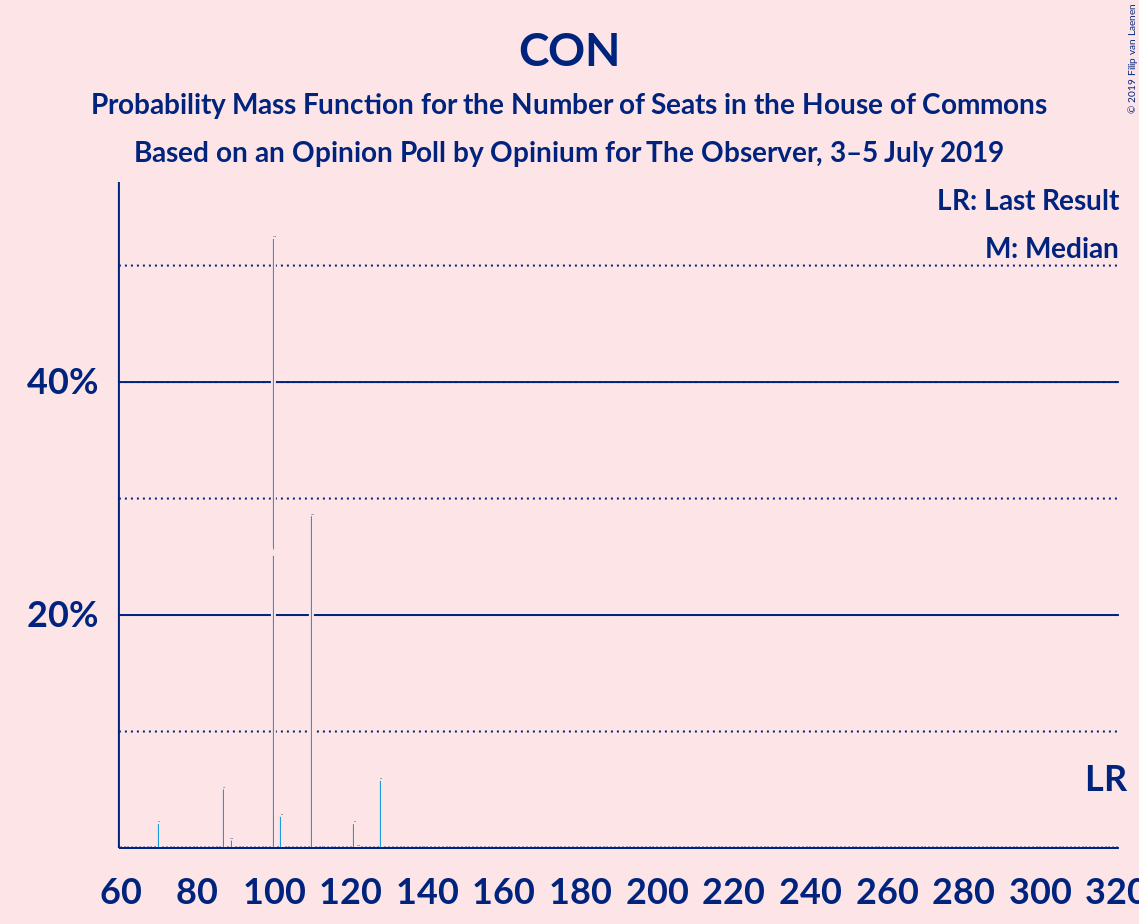 CON
Probability Mass Function for the Number of Seats in the House of Commons
Based on an Opinion Poll by Opinium for The Observer, 3–5 July 2019
© 2019 Filip van Laenen
LR: Last Result
M: Median
40%
20%
LR
60 80 100 120 140 160 180 200 220 240 260 280 300 320